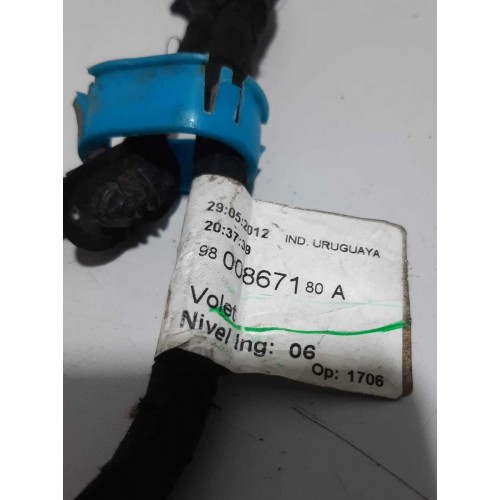 29:05:2012 IND. URUGUAYA
20:37:39
98 008671 80 A
Volet
Nivel Ing: 06
Op: 1706